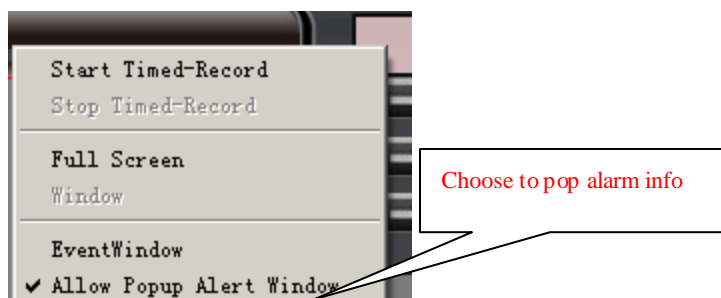 Start Timed-Record
Stop Timed-Record
Full Screen
Window
EventWindow
Allow Popup Alert Window
Choose to pop alarm info